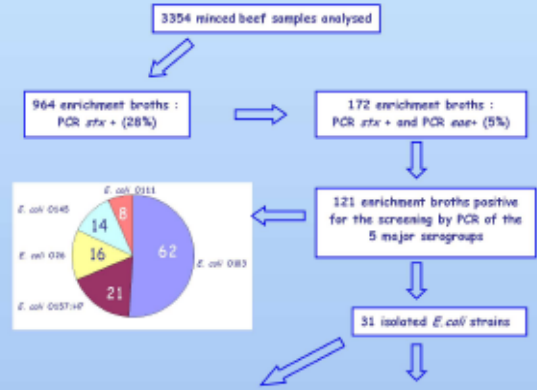 3354 minced beef samples analysed
964 enrichment broths :
PCR stx + (28%)
172 enrichment broths :
PCR stx + and PCR eae+ (5%)
121 enrichment broths positive
for the screening by PCR of the
5 major serogroups
E. coli O111
E. coli O145
8
14
16
62
21
E. coli O26
E. coli O103
E. coli O157:H7
31 isolated E.coli strains